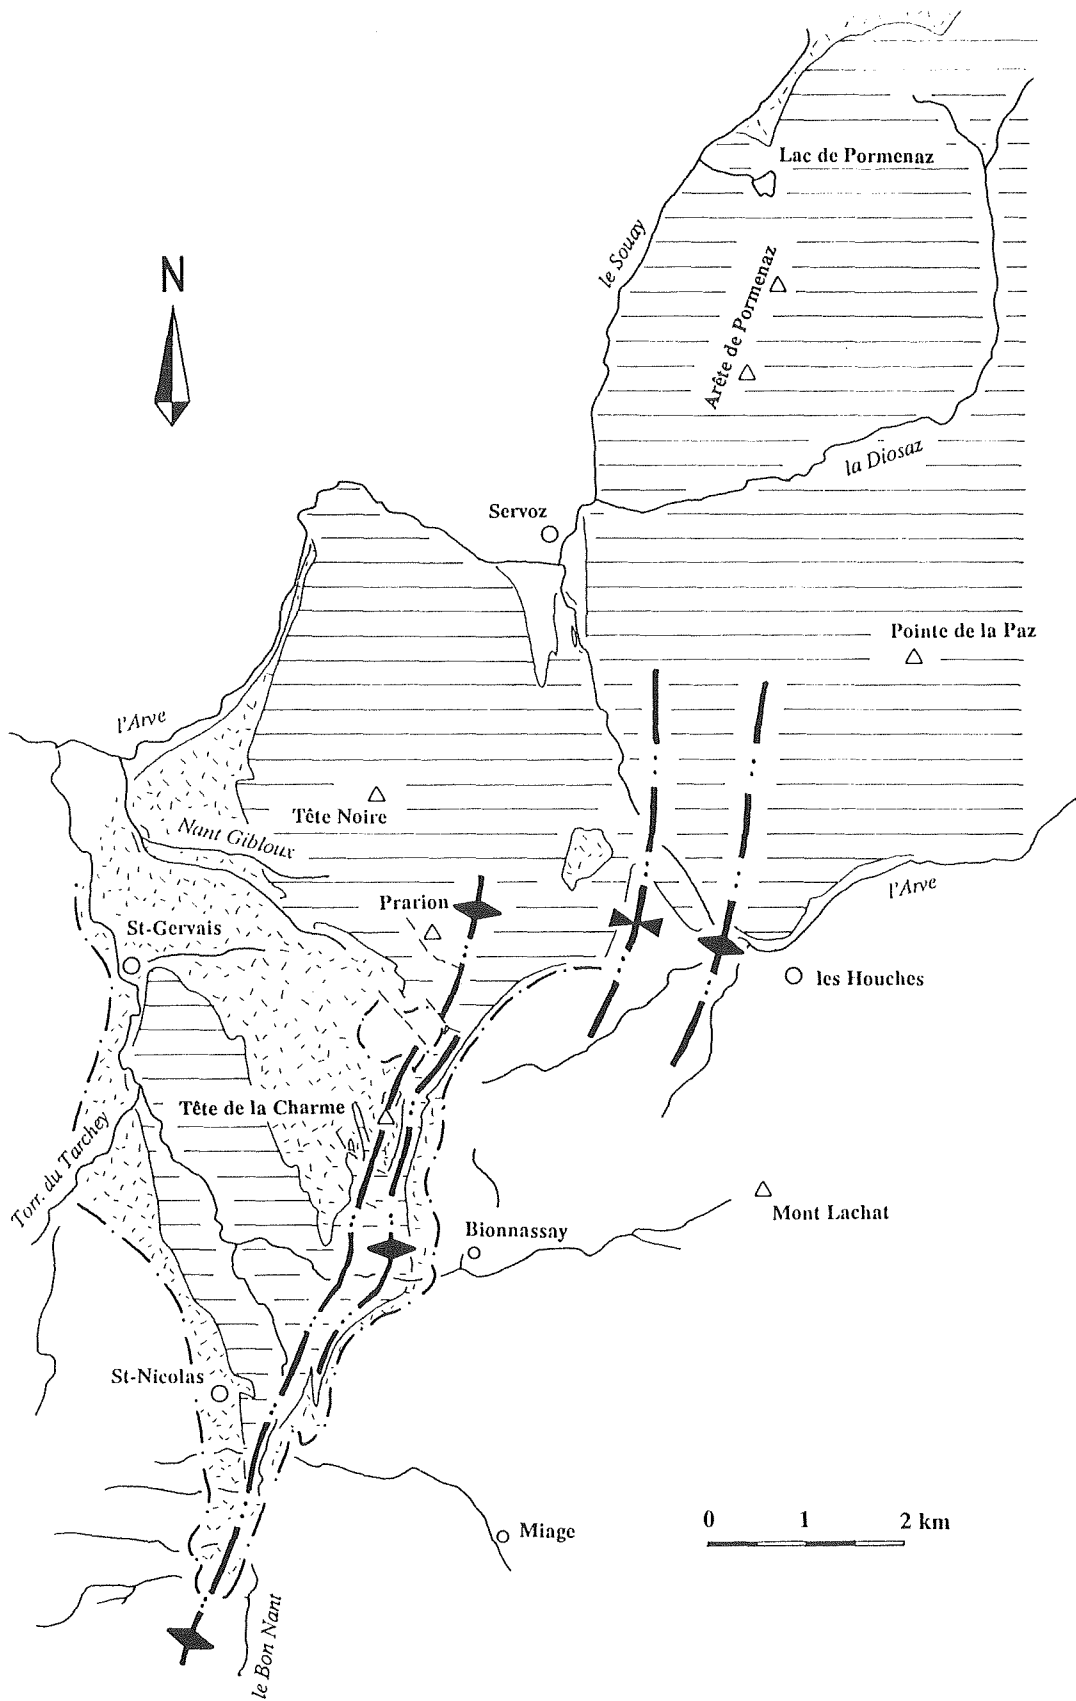 Lac de Pormenaz
le Souay
N
Arête de Pormenaz
la Diosaz
Servoz
Pointe de la Paz
l'Arve
Tête Noire
Nant Gibloux
l'Arve
Prarion
St-Gervais
les Houches
Tête de la Charme
Torr. du Tarchey
Mont Lachat
Bionnassay
St-Nicolas
0 1 2 km
Miage
le Bon Nant